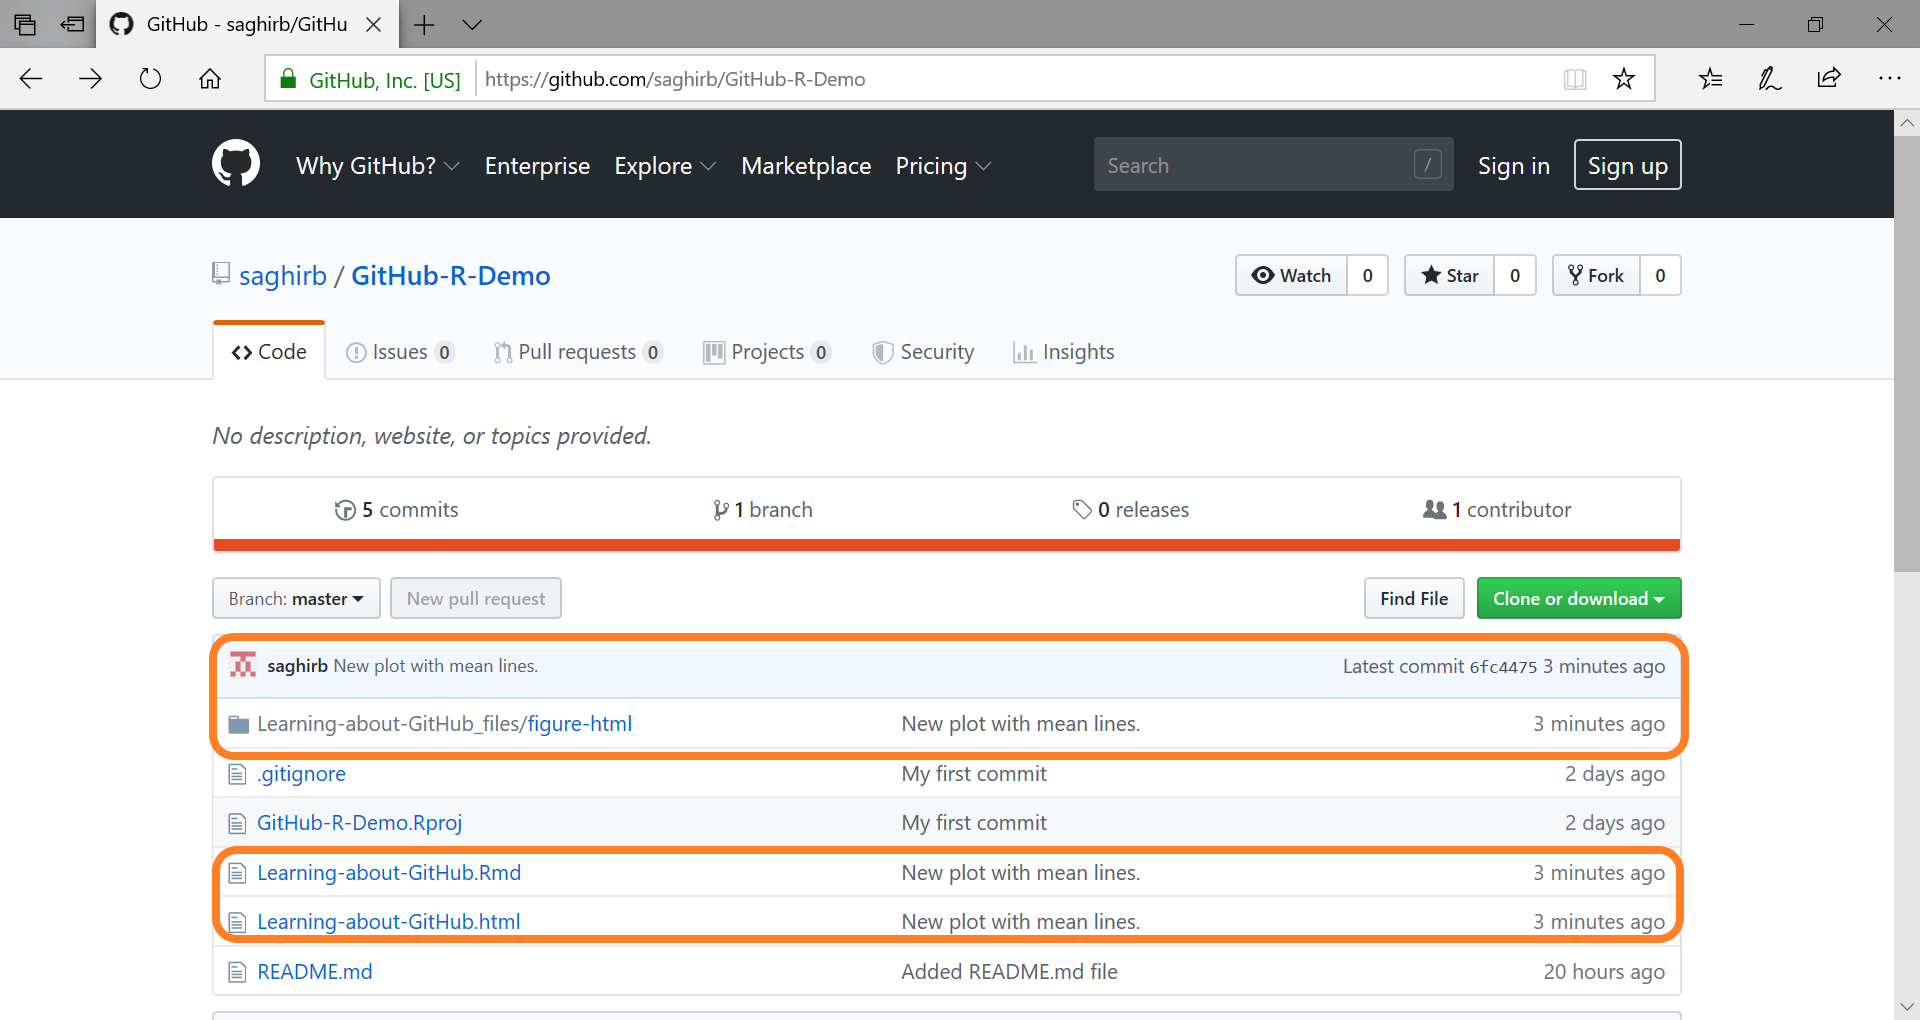 GitHub - saghirb/GitHu
GitHub, Inc. [US] https://github.com/saghirb/GitHub-R-Demo
Why GitHub? Enterprise Explore Marketplace Pricing Search / Sign in Sign up
saghirb / GitHub-R-Demo Watch 0 Star 0 Fork 0
Code Issues 0 Pull requests 0 Projects 0 Security Insights
No description, website, or topics provided.
5 commits 1 branch 0 releases 1 contributor
Branch: master New pull request Find File Clone or download
saghirb New plot with mean lines. Latest commit 6fc4475 3 minutes ago
Learning-about-GitHub_files/figure-html New plot with mean lines. 3 minutes ago
.gitignore My first commit 2 days ago
GitHub-R-Demo.Rproj My first commit 2 days ago
Learning-about-GitHub.Rmd New plot with mean lines. 3 minutes ago
Learning-about-GitHub.html New plot with mean lines. 3 minutes ago
README.md Added README.md file 20 hours ago